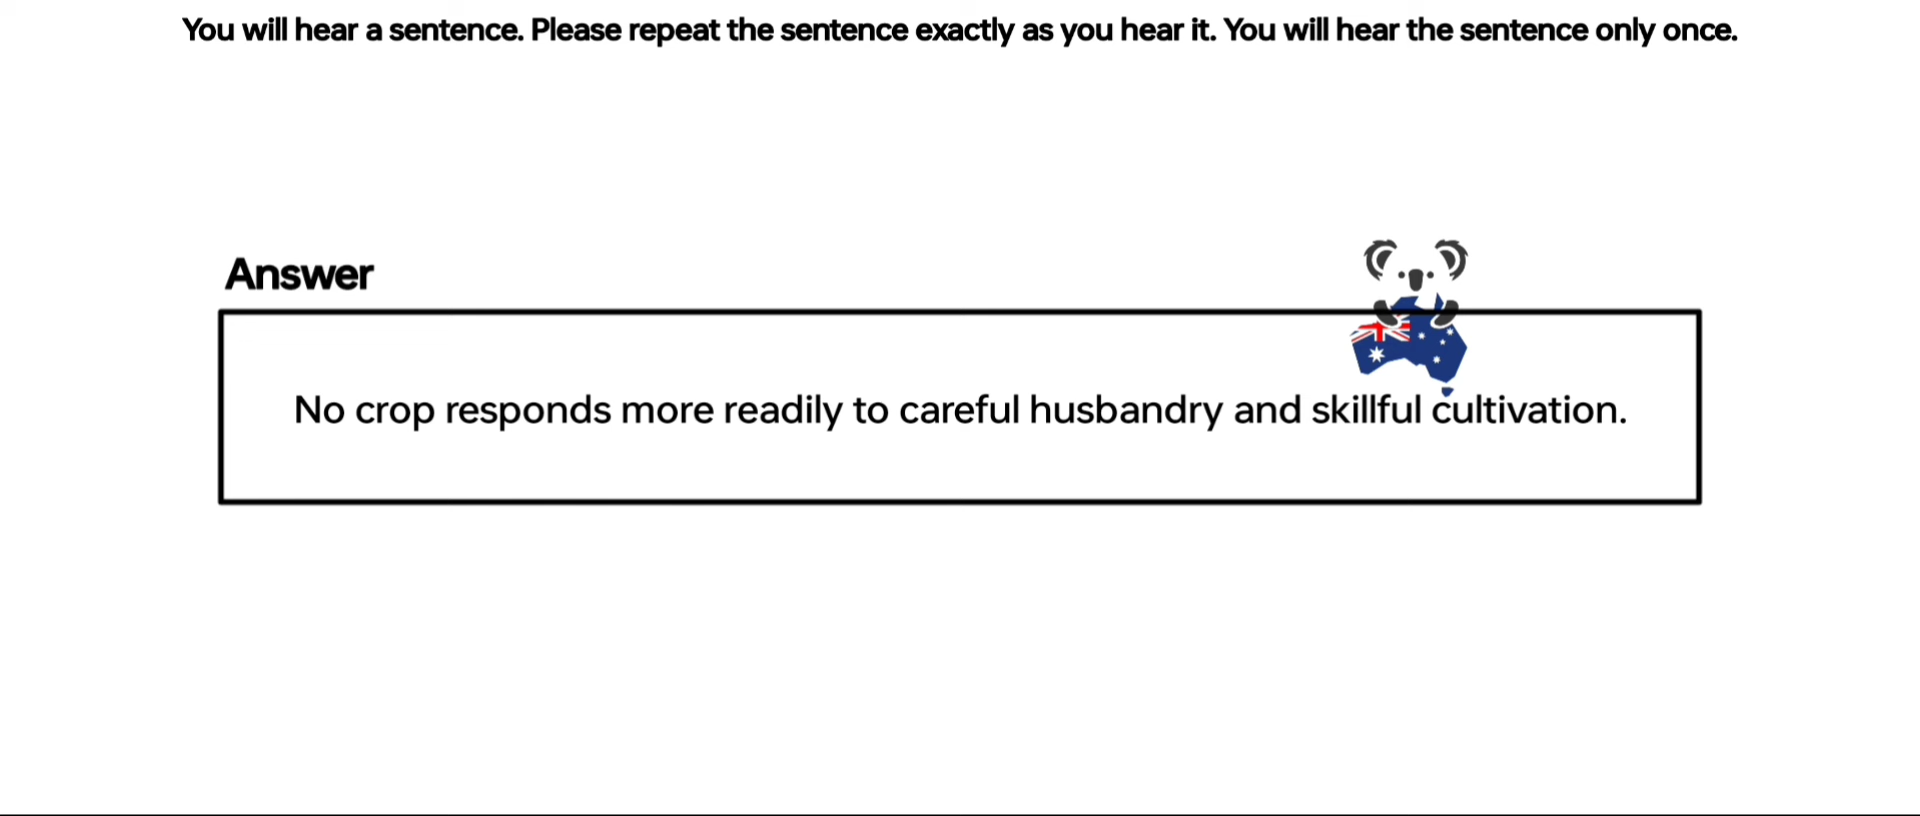 You will hear a sentence. Please repeat the sentence exactly as you hear it. You will hear the sentence only once.
Answer
No crop responds more readily to careful husbandry and skillful cultivation.